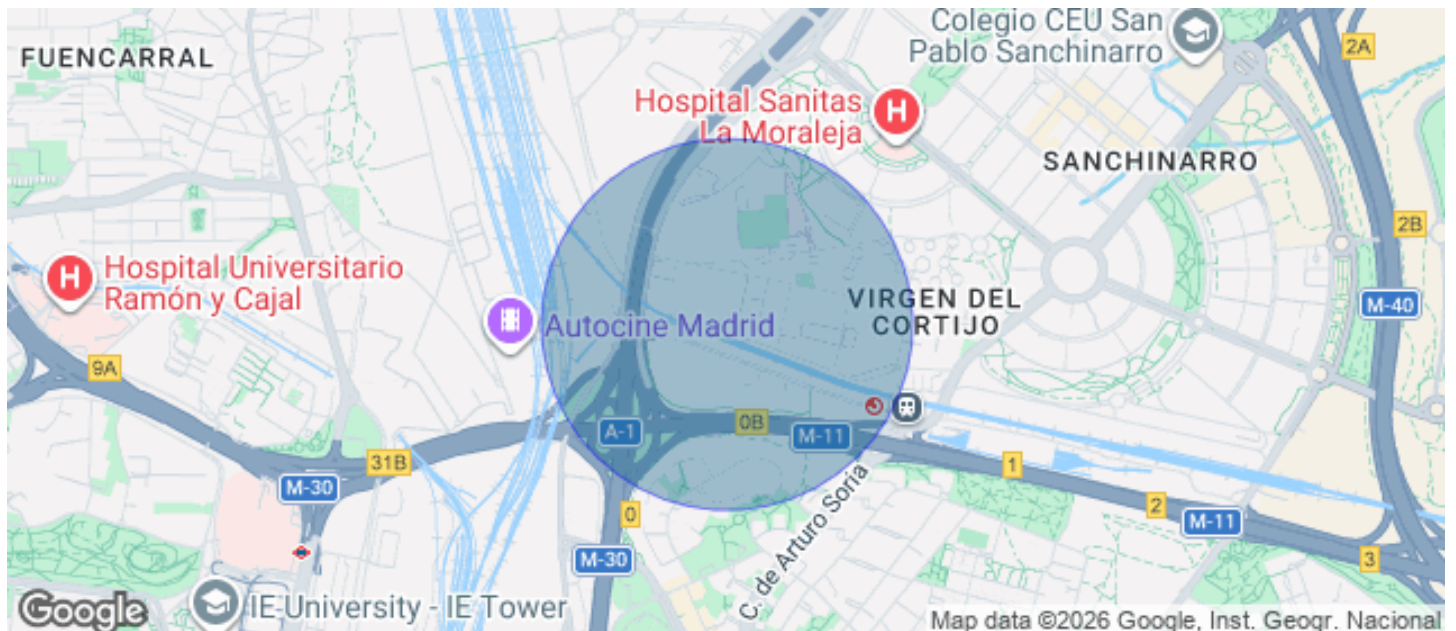 Colegio CEU San
Pablo Sanchinarro
2A
FUENCARRAL
Hospital Sanitas
La Moraleja
SANCHINARRO
2B
Hospital Universitario
Ramón y Cajal
VIRGEN DEL
CORTIJO
M-40
Autocine Madrid
9A
0B
A-1
M-11
31B
1
M-30
C. de Arturo Soria
2
0
M-11
M-30
3
IE University - IE Tower
Google
Map data ©2026 Google, Inst. Geogr. Nacional